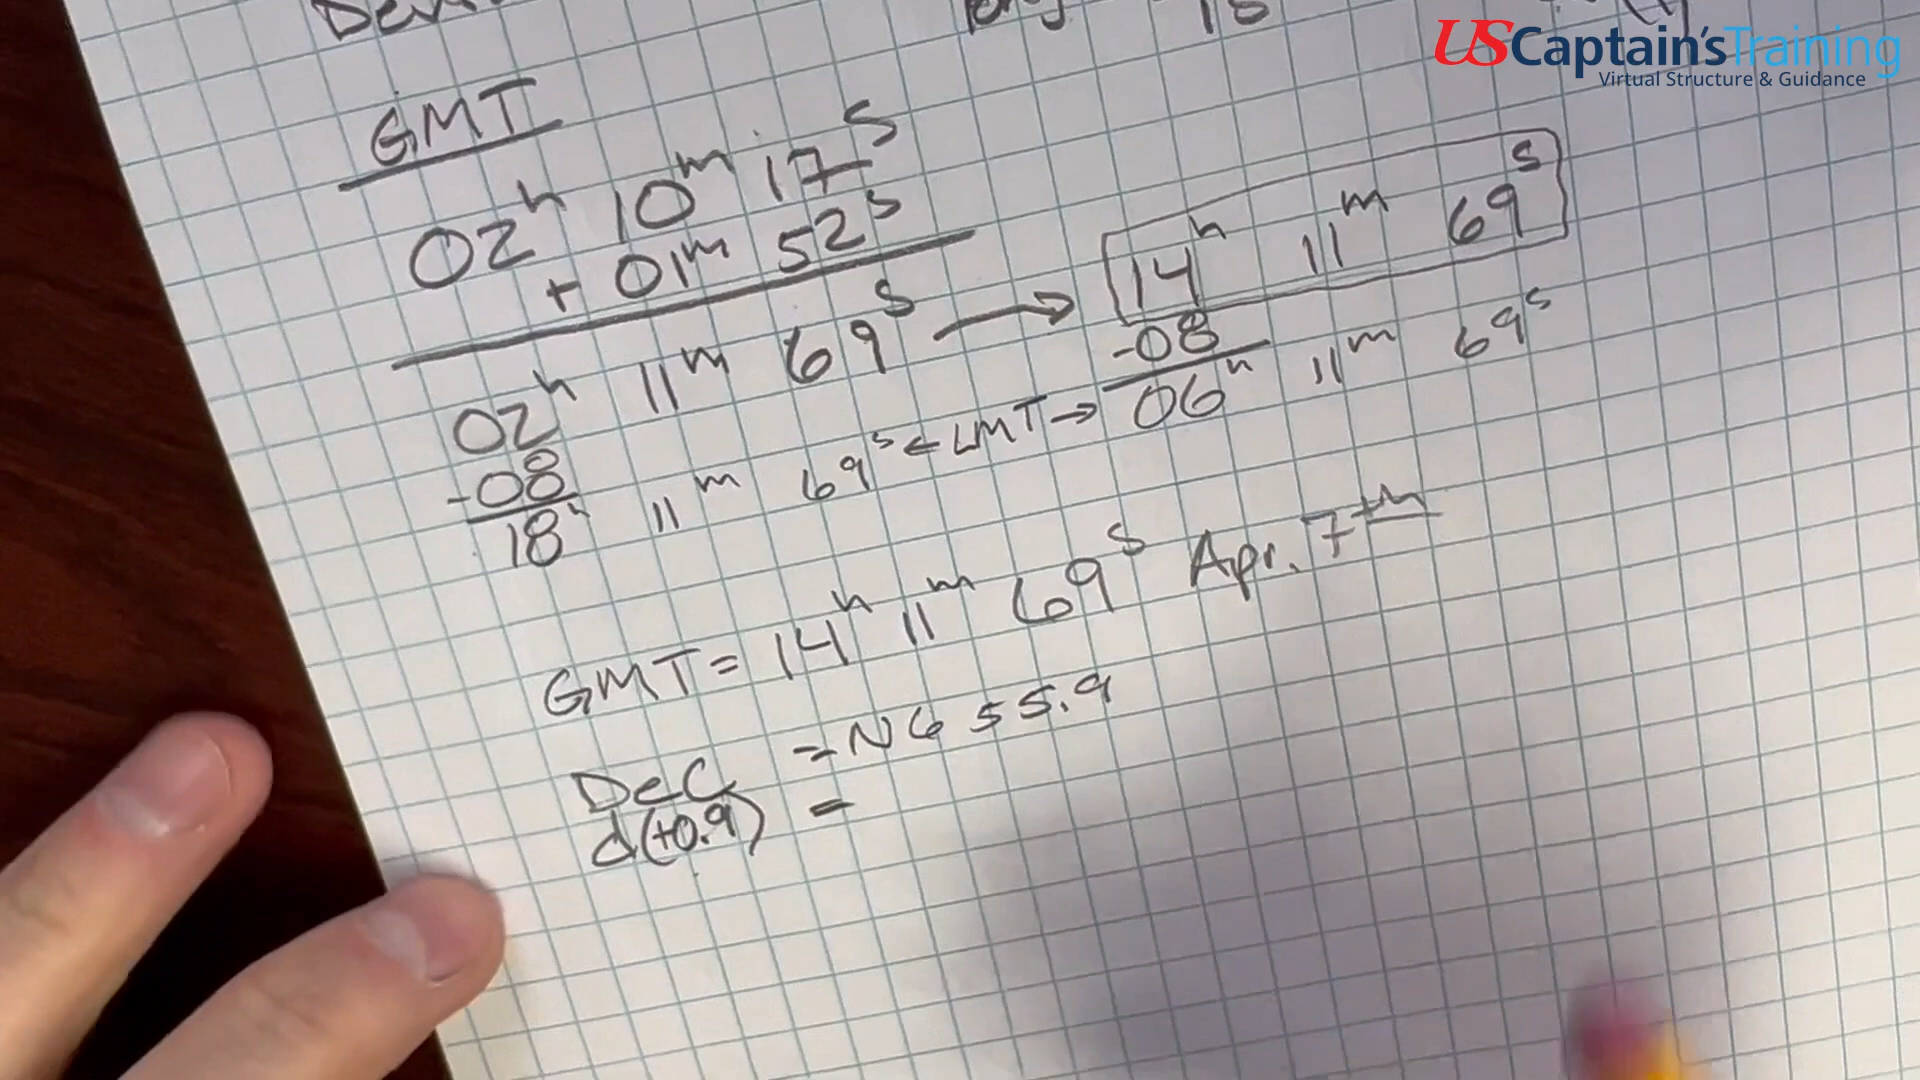 USCaptain'sTraining
Virtual Structure & Guidance
GMT
02h 10m 17s
+ 01m 52s
02h 11m 69s → 14h 11m 69s
-08 -08
18h 11m 69s ← LMT → 06h 11m 69s
GMT = 14h 11m 69s Apr. 7th
Dec = N6 55.9
d(+0.9) =